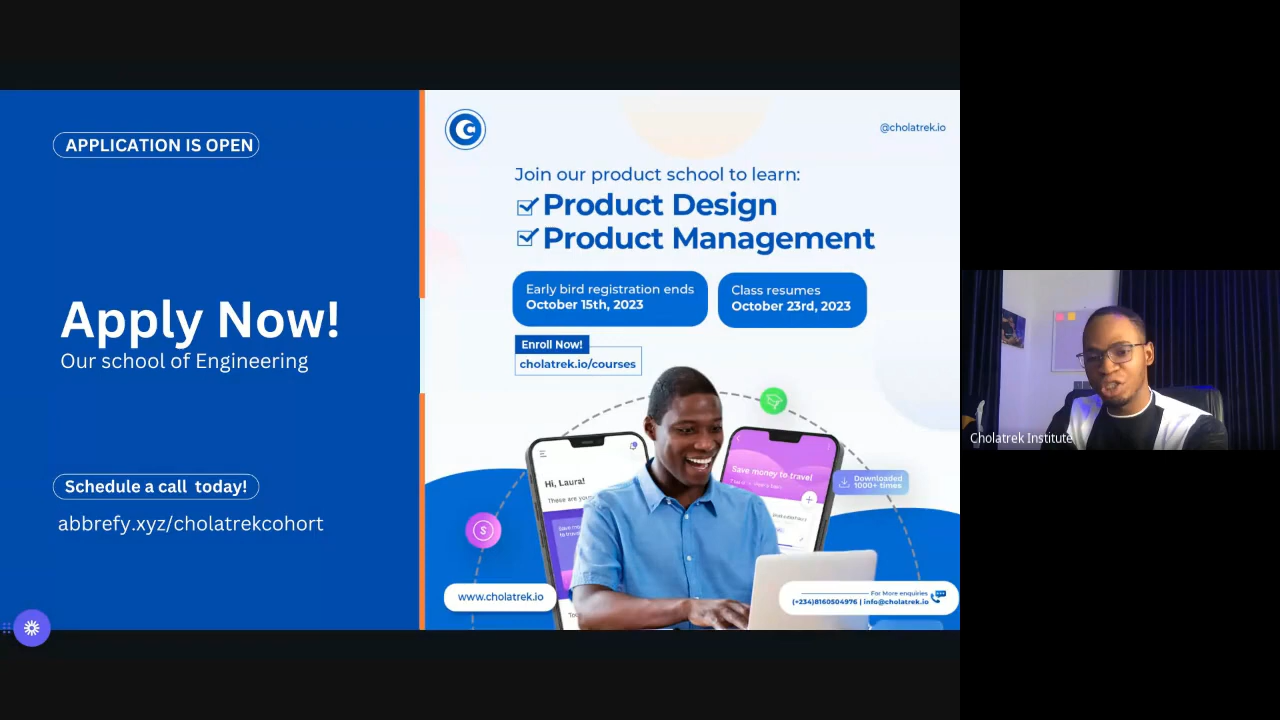 APPLICATION IS OPEN
Apply Now!
Our school of Engineering
Schedule a call today!
abbrefy.xyz/cholatrekcohort
@cholatrek.io
Join our product school to learn:
Product Design
Product Management
Early bird registration ends
October 15th, 2023
Class resumes
October 23rd, 2023
Enroll Now!
cholatrek.io/courses
Hi, Laura!
These are your
Save money to travel
Downloaded
1000+ times
www.cholatrek.io
For More enquiries
(+234)8160504976 | info@cholatrek.io
Cholatrek Institute